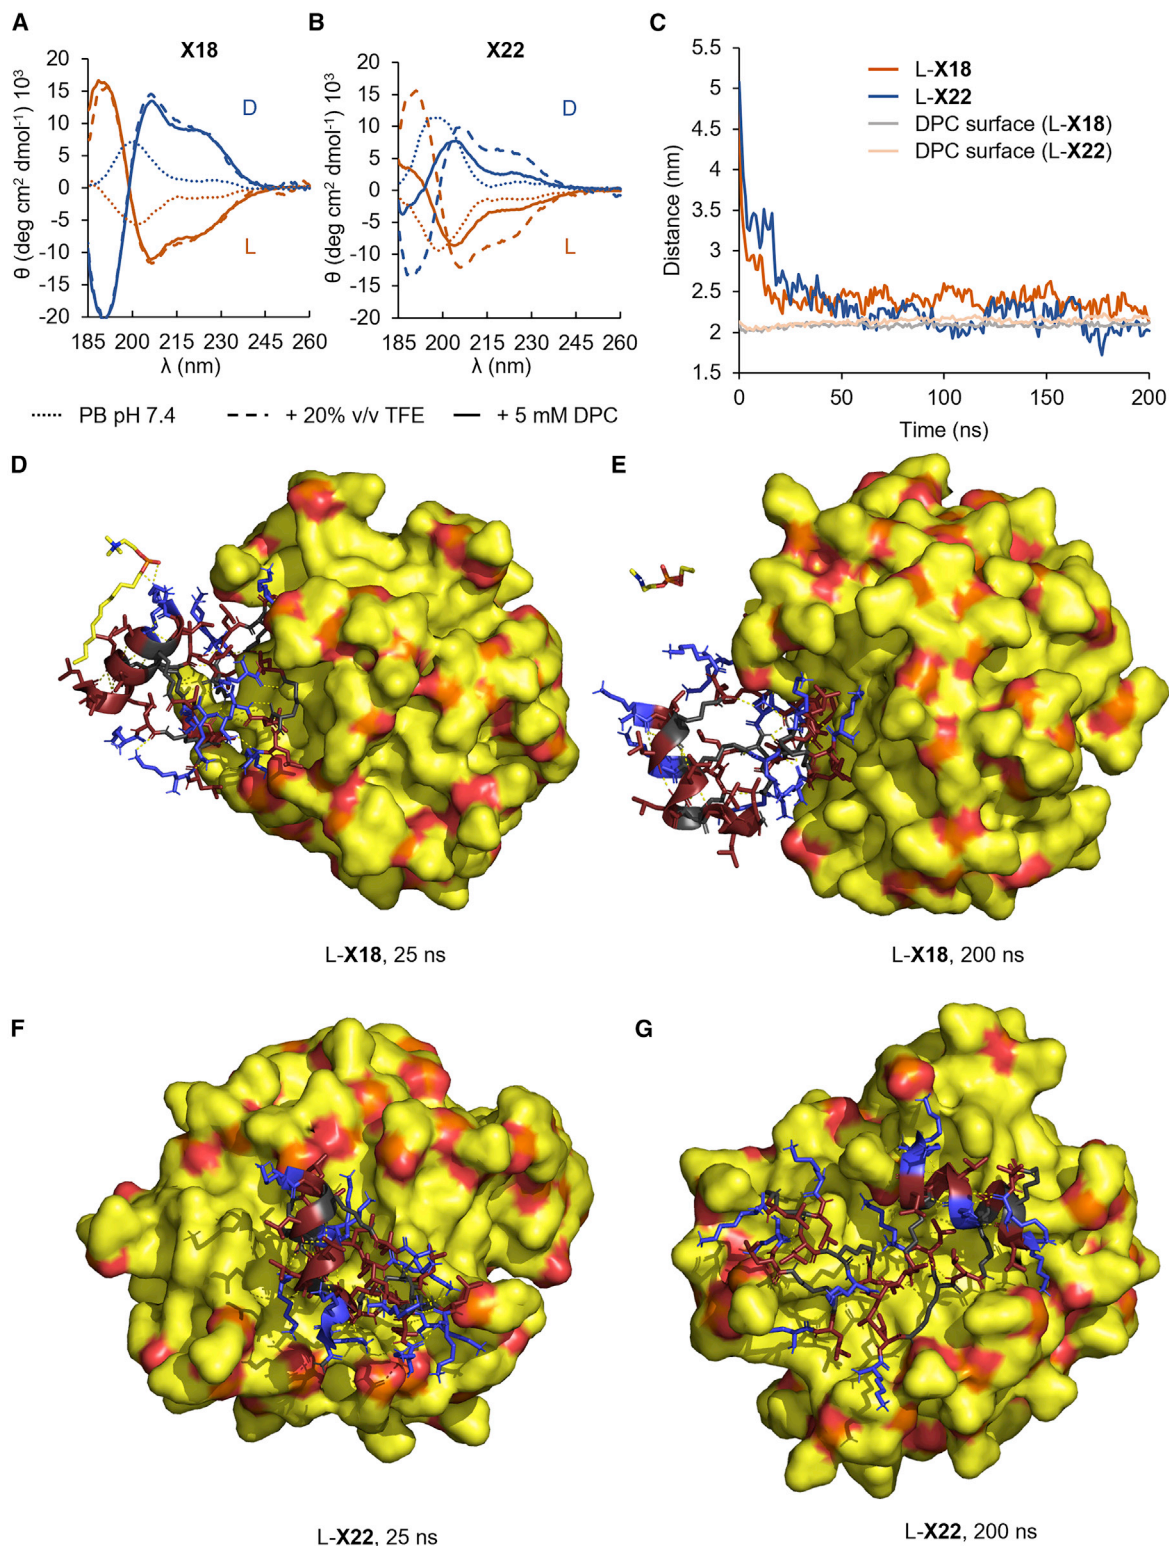 A
X18
θ (deg cm² dmol⁻¹) 10³
20
15
10
5
0
-5
-10
-15
-20
D
L
185 200 215 230 245 260
λ (nm)
B
X22
θ (deg cm² dmol⁻¹) 10³
20
15
10
5
0
-5
-10
-15
-20
D
L
185 200 215 230 245 260
λ (nm)
PB pH 7.4
+ 20% v/v TFE
+ 5 mM DPC
C
Distance (nm)
5.5
5
4.5
4
3.5
3
2.5
2
1.5
L-X18
L-X22
DPC surface (L-X18)
DPC surface (L-X22)
0 50 100 150 200
Time (ns)
D
L-X18, 25 ns
E
L-X18, 200 ns
F
L-X22, 25 ns
G
L-X22, 200 ns